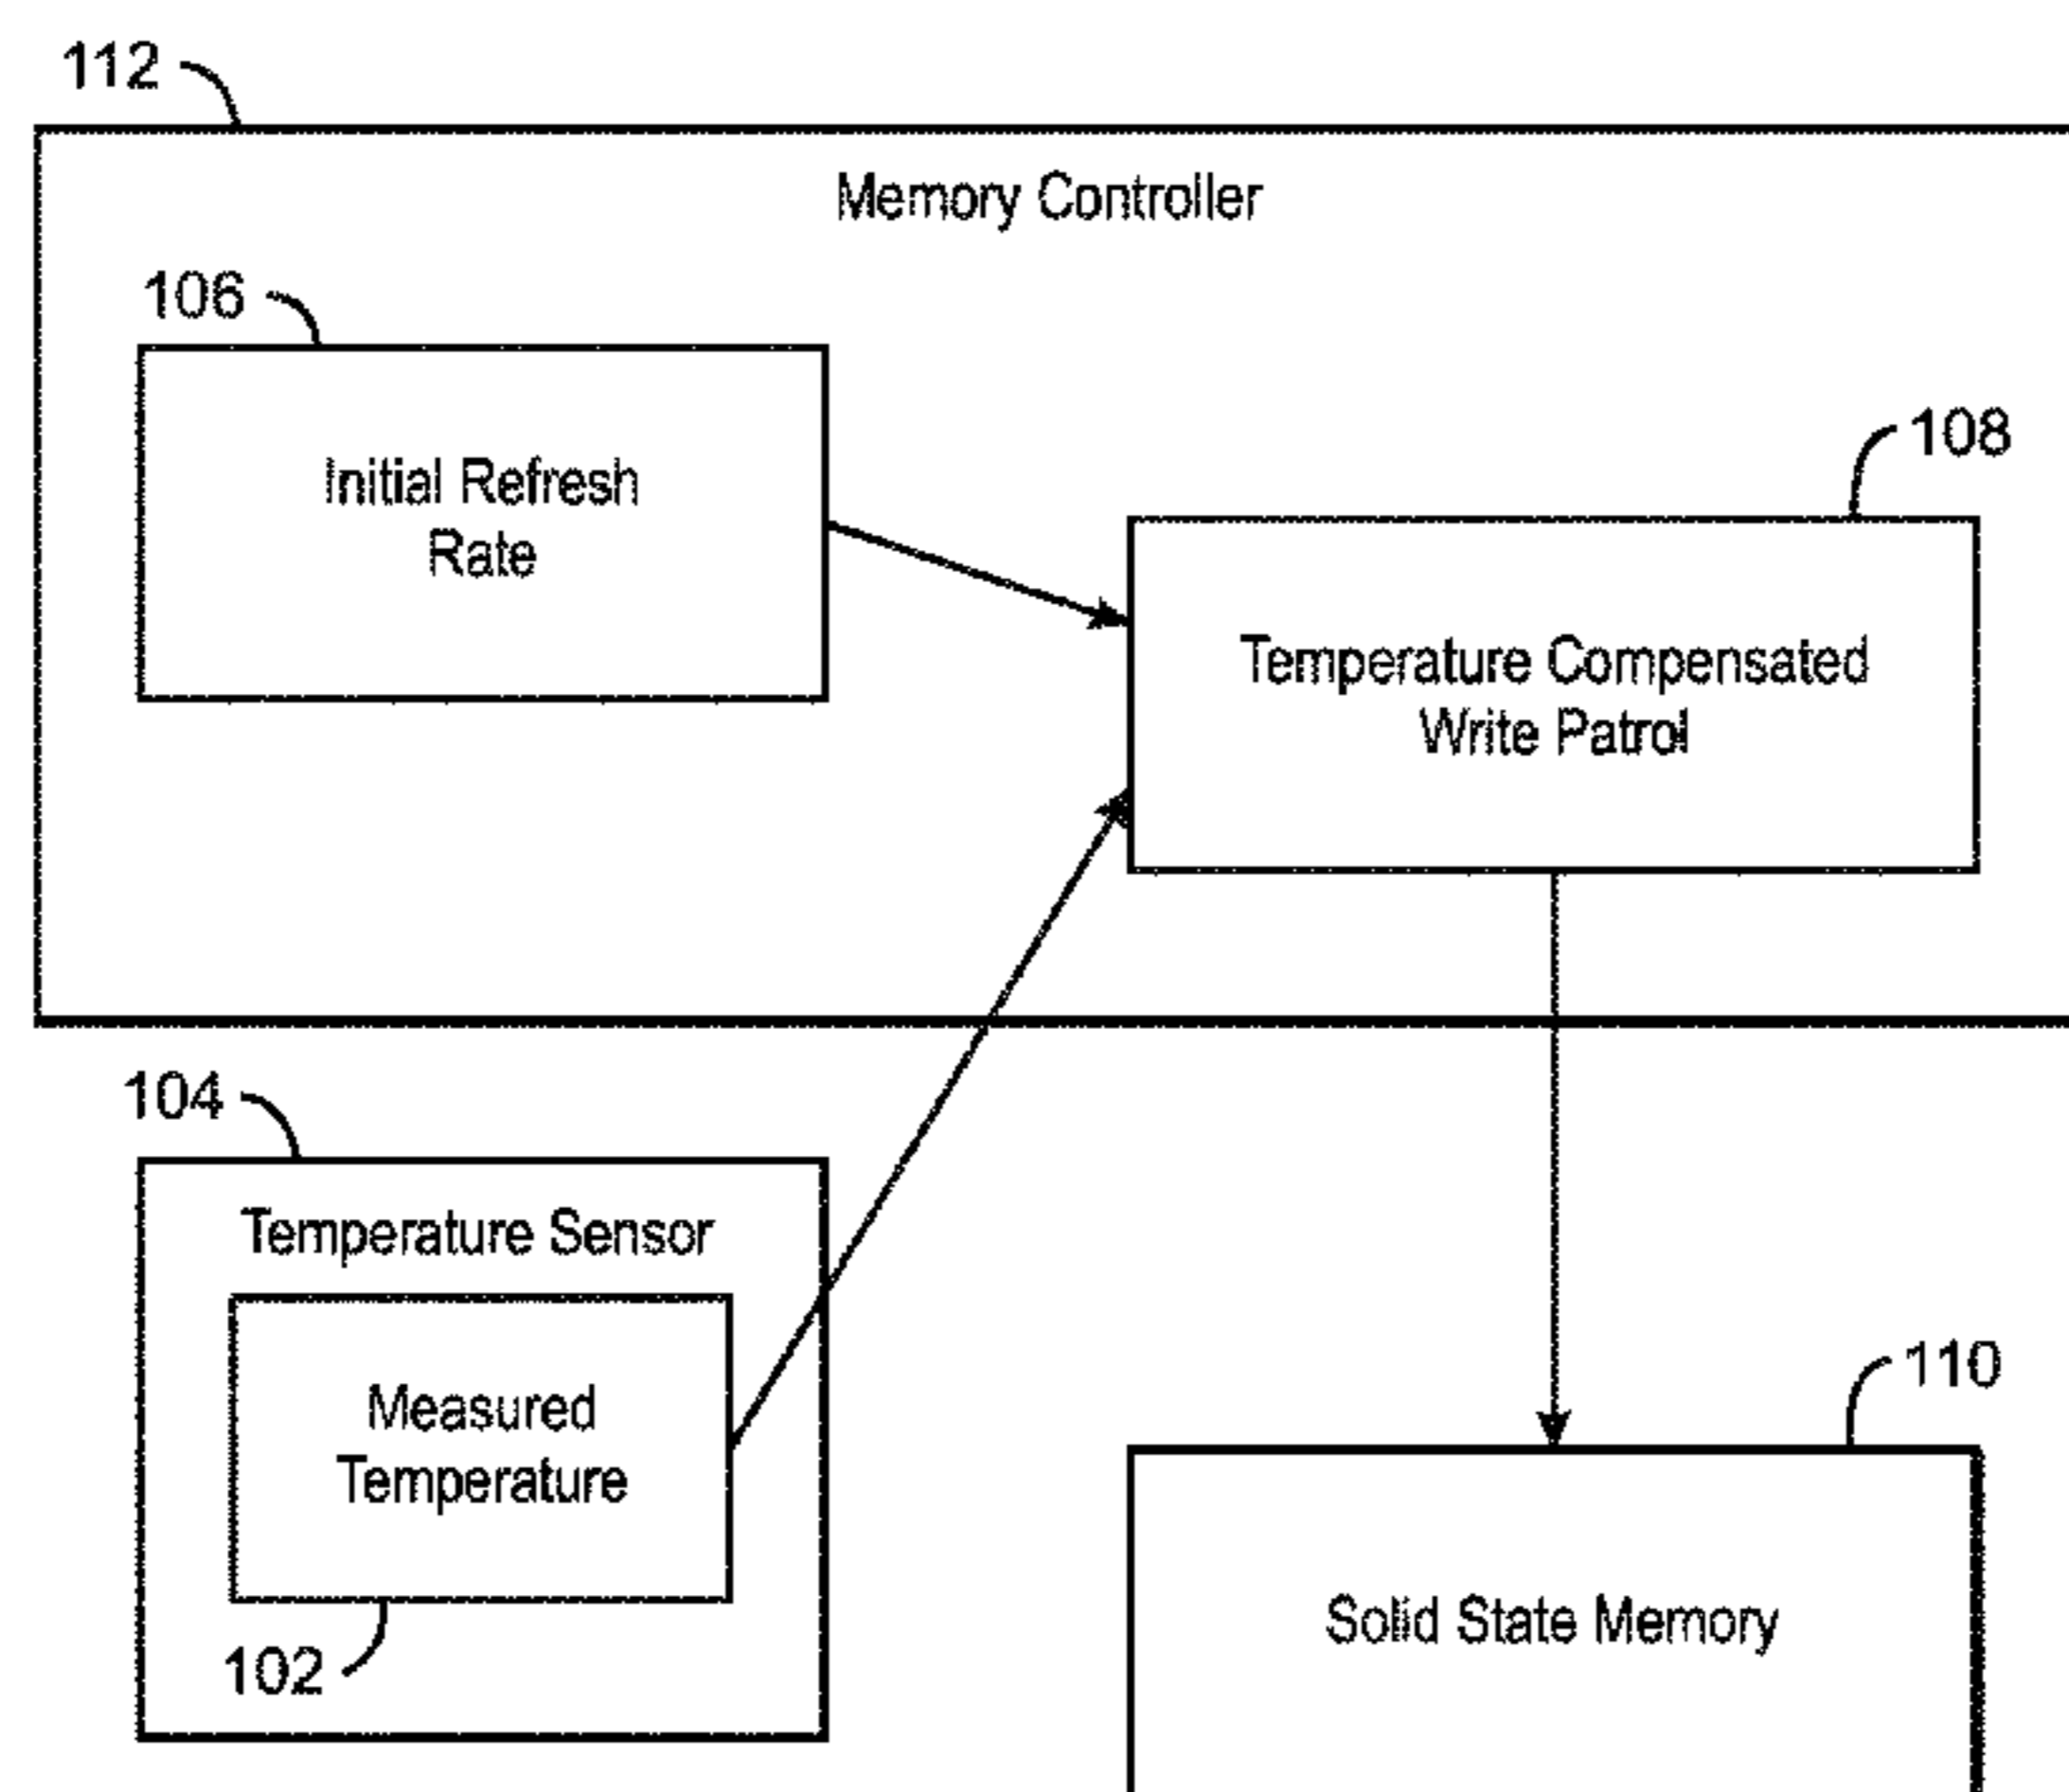 112
Memory Controller
106
Initial Refresh
Rate
108
Temperature Compensated
Write Patrol
104
Temperature Sensor
Measured
Temperature
102
110
Solid State Memory